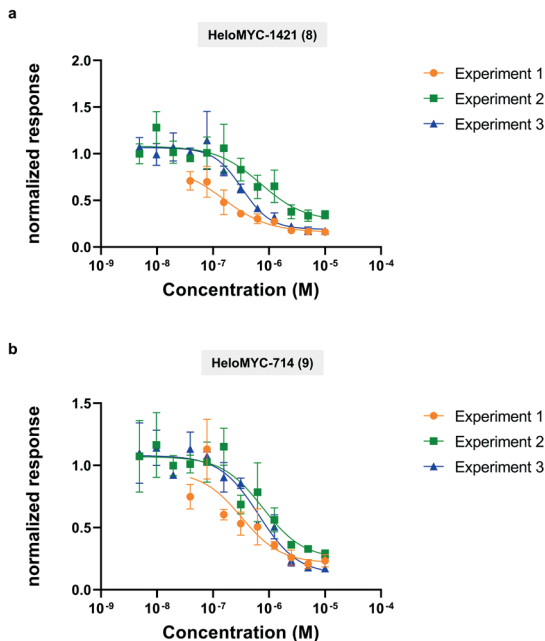 a
HeloMYC-1421 (8)
2.0
1.5
1.0
0.5
0.0
normalized response
10-9
10-8
10-7
10-6
10-5
10-4
Concentration (M)
Experiment 1
Experiment 2
Experiment 3
b
HeloMYC-714 (9)
1.5
1.0
0.5
0.0
normalized response
10-9
10-8
10-7
10-6
10-5
10-4
Concentration (M)
Experiment 1
Experiment 2
Experiment 3